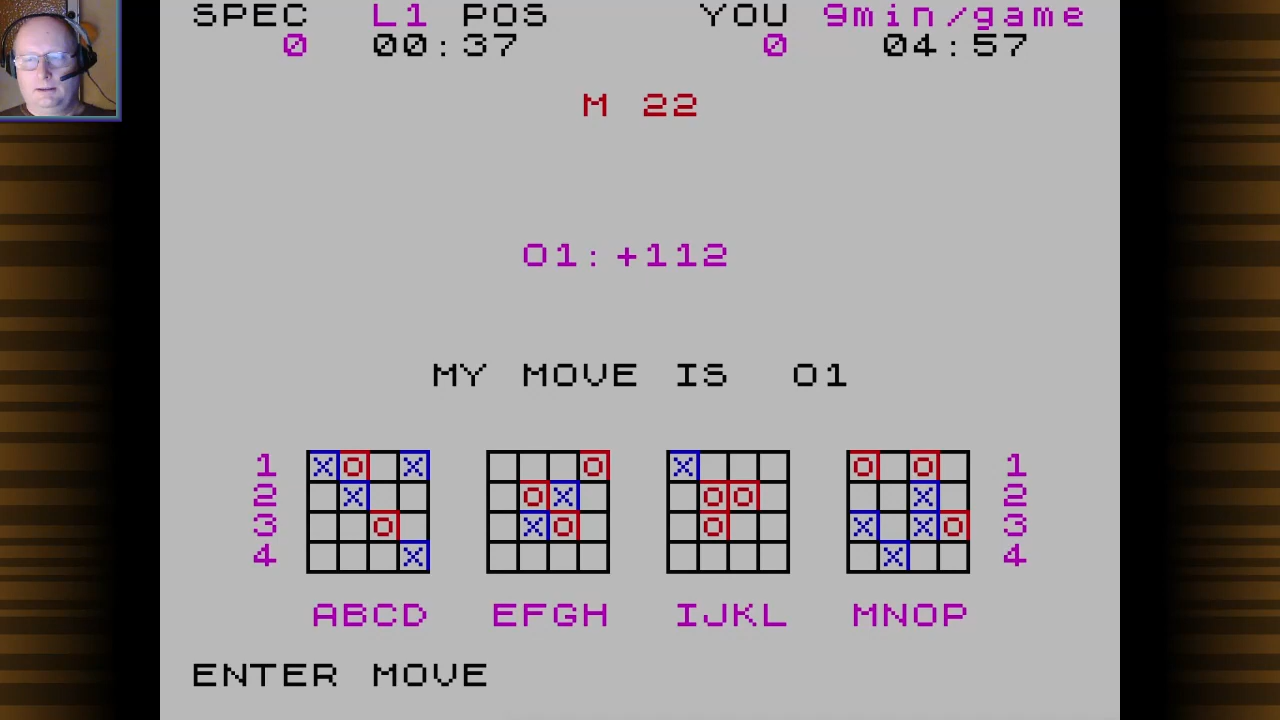 SPEC L1 POS YOU 9min/game
0 00:37 0 04:57
M 22
O1:+112
MY MOVE IS O1
1 X O X O X O O 1
2 X O X O O X 2
3 O X O O X X O 3
4 X X 4
ABCD EFGH IJKL MNOP
ENTER MOVE